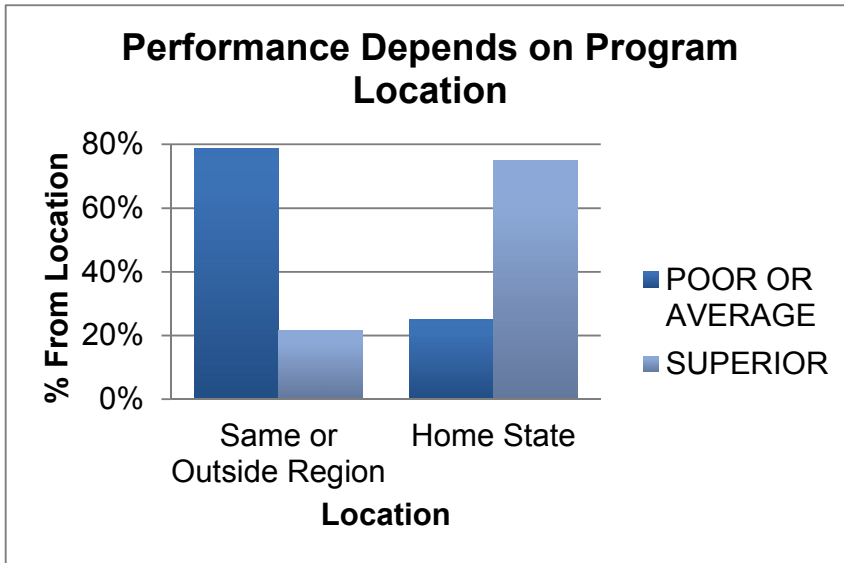 Performance Depends on Program
Location
% From Location
80%
60%
40%
20%
0%
Same or
Outside Region
Home State
Location
POOR OR
AVERAGE
SUPERIOR